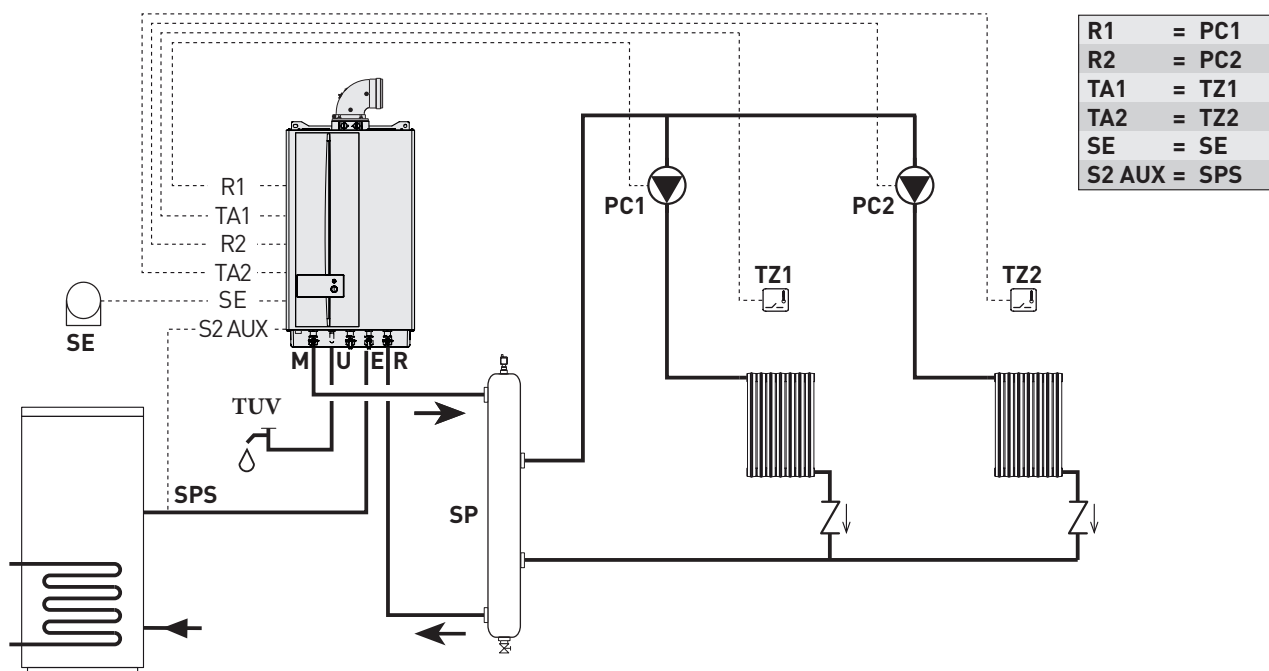 R1 = PC1
R2 = PC2
TA1 = TZ1
TA2 = TZ2
SE = SE
S2 AUX = SPS
R1
TA1
R2
TA2
SE
S2 AUX
SE
M U E R
PC1
PC2
TZ1
TZ2
TUV
SPS
SP